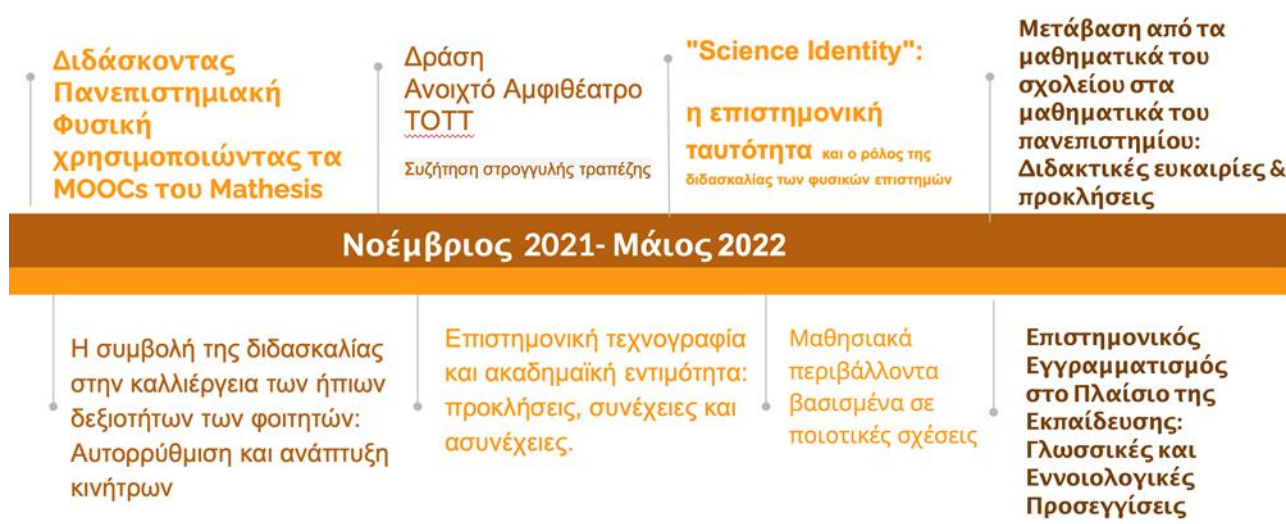 Διδάσκοντας
Πανεπιστημιακή
Φυσική
χρησιμοποιώντας τα
MOOCs του Mathesis
Δράση
Ανοιχτό Αμφιθέατρο
ΤΟΤΤ
Συζήτηση στρογγυλής τραπέζης
"Science Identity":
η επιστημονική
ταυτότητα και ο ρόλος της
διδασκαλίας των φυσικών επιστημών
Μετάβαση από τα
μαθηματικά του
σχολείου στα
μαθηματικά του
πανεπιστημίου:
Διδακτικές ευκαιρίες &
προκλήσεις
Νοέμβριος 2021- Μάιος 2022
Η συμβολή της διδασκαλίας
στην καλλιέργεια των ήπιων
δεξιοτήτων των φοιτητών:
Αυτορρύθμιση και ανάπτυξη
κινήτρων
Επιστημονική τεχνογραφία
και ακαδημαϊκή εντιμότητα:
προκλήσεις, συνέχειες και
ασυνέχειες.
Μαθησιακά
περιβάλλοντα
βασισμένα σε
ποιοτικές σχέσεις
Επιστημονικός
Εγγραμματισμός
στο Πλαίσιο της
Εκπαίδευσης:
Γλωσσικές και
Εννοιολογικές
Προσεγγίσεις